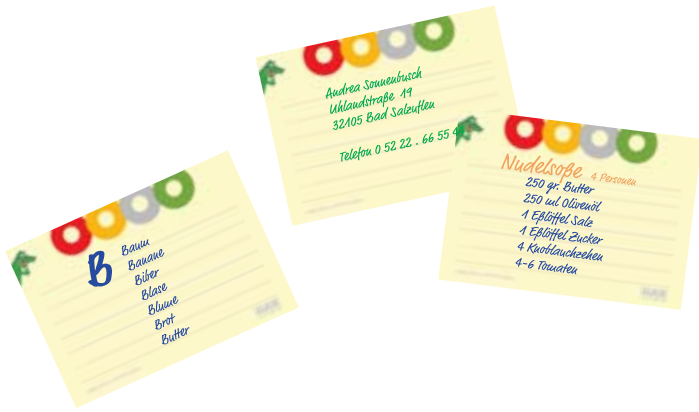 Andrea Sonnenbusch
Uhlandstraße 19
32105 Bad Salzuflen
Telefon 0 52 22 . 66 55 4
Nudelsoße 4 Personen
250 gr. Butter
250 ml Olivenöl
1 Eßlöffel Salz
1 Eßlöffel Zucker
4 Knoblauchzehen
4-6 Tomaten
B
Baum
Banane
Biber
Blase
Blume
Brot
Butter